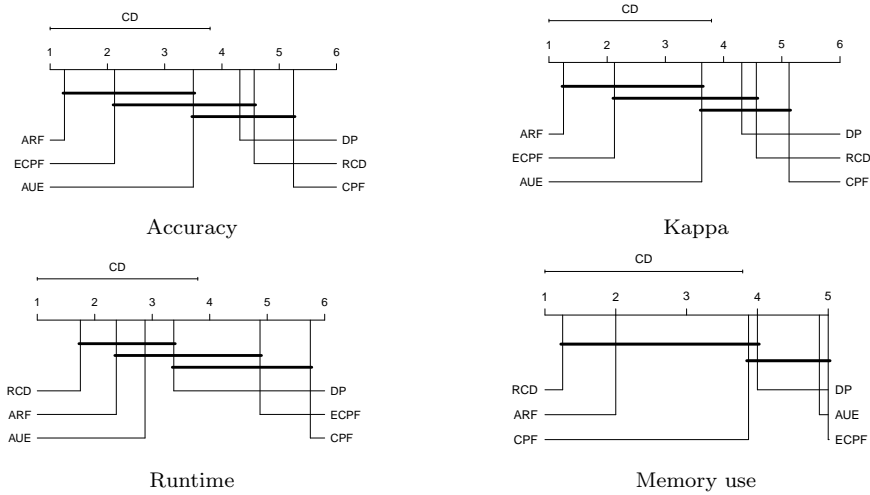 CD
1 2 3 4 5 6
ARF
ECPF
AUE
DP
RCD
CPF
Accuracy
CD
1 2 3 4 5 6
ARF
ECPF
AUE
DP
RCD
CPF
Kappa
CD
1 2 3 4 5 6
RCD
ARF
AUE
DP
ECPF
CPF
Runtime
CD
1 2 3 4 5
RCD
ARF
CPF
DP
AUE
ECPF
Memory use